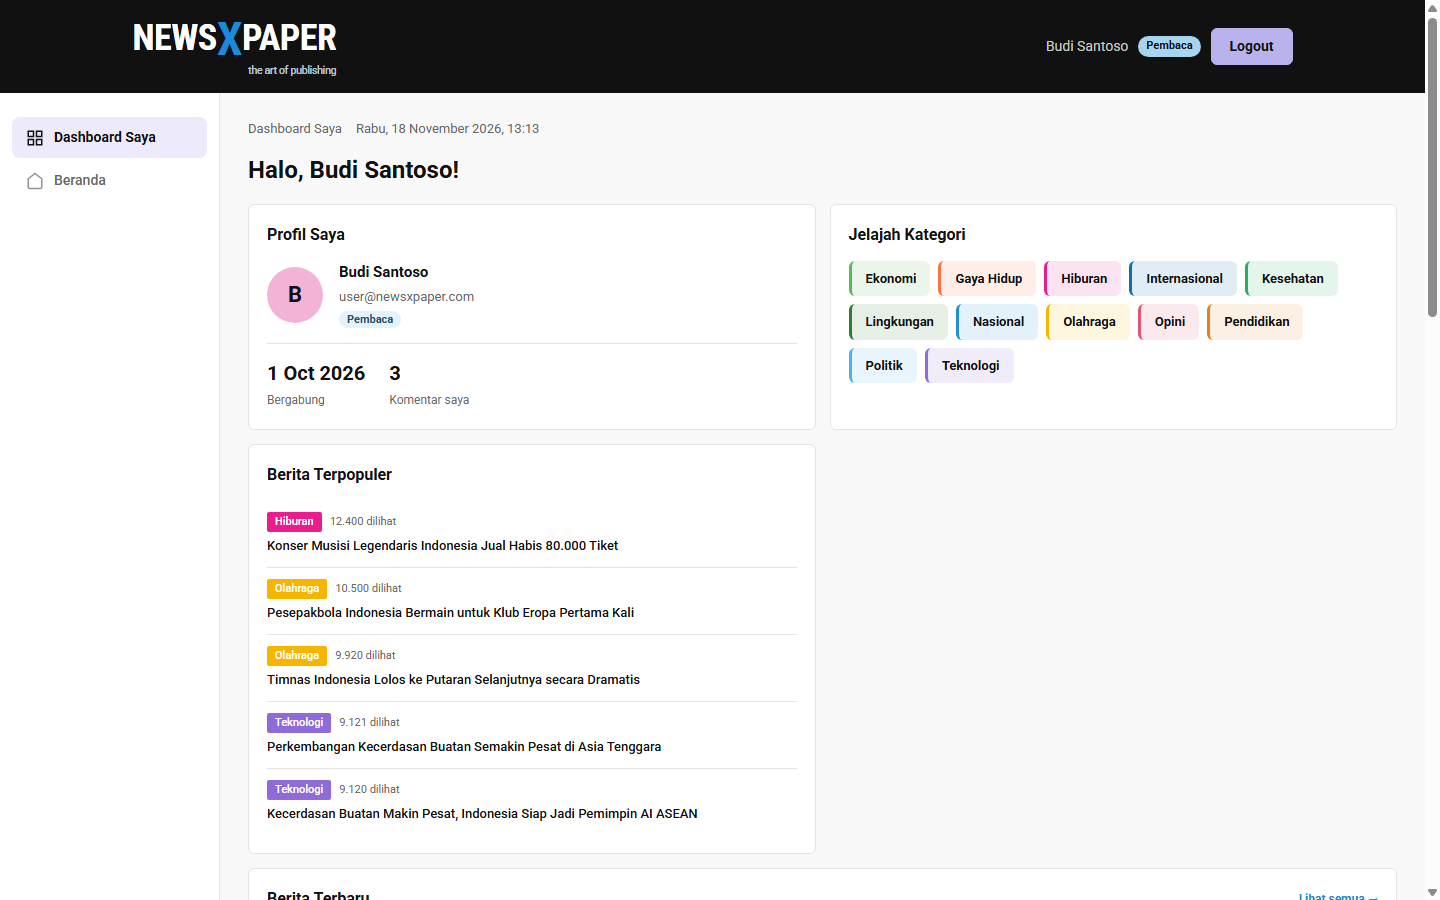 NEWSXPAPER
the art of publishing
Budi Santoso
Pembaca
Logout
Dashboard Saya
Beranda
Dashboard Saya Rabu, 18 November 2026, 13:13
Halo, Budi Santoso!
Profil Saya
B
Budi Santoso
user@newsxpaper.com
Pembaca
1 Oct 2026
Bergabung
3
Komentar saya
Jelajah Kategori
Ekonomi Gaya Hidup Hiburan Internasional Kesehatan
Lingkungan Nasional Olahraga Opini Pendidikan
Politik Teknologi
Berita Terpopuler
Hiburan 12.400 dilihat
Konser Musisi Legendaris Indonesia Jual Habis 80.000 Tiket
Olahraga 10.500 dilihat
Pesepakbola Indonesia Bermain untuk Klub Eropa Pertama Kali
Olahraga 9.920 dilihat
Timnas Indonesia Lolos ke Putaran Selanjutnya secara Dramatis
Teknologi 9.121 dilihat
Perkembangan Kecerdasan Buatan Semakin Pesat di Asia Tenggara
Teknologi 9.120 dilihat
Kecerdasan Buatan Makin Pesat, Indonesia Siap Jadi Pemimpin AI ASEAN
Berita Terbaru
Lihat semua →